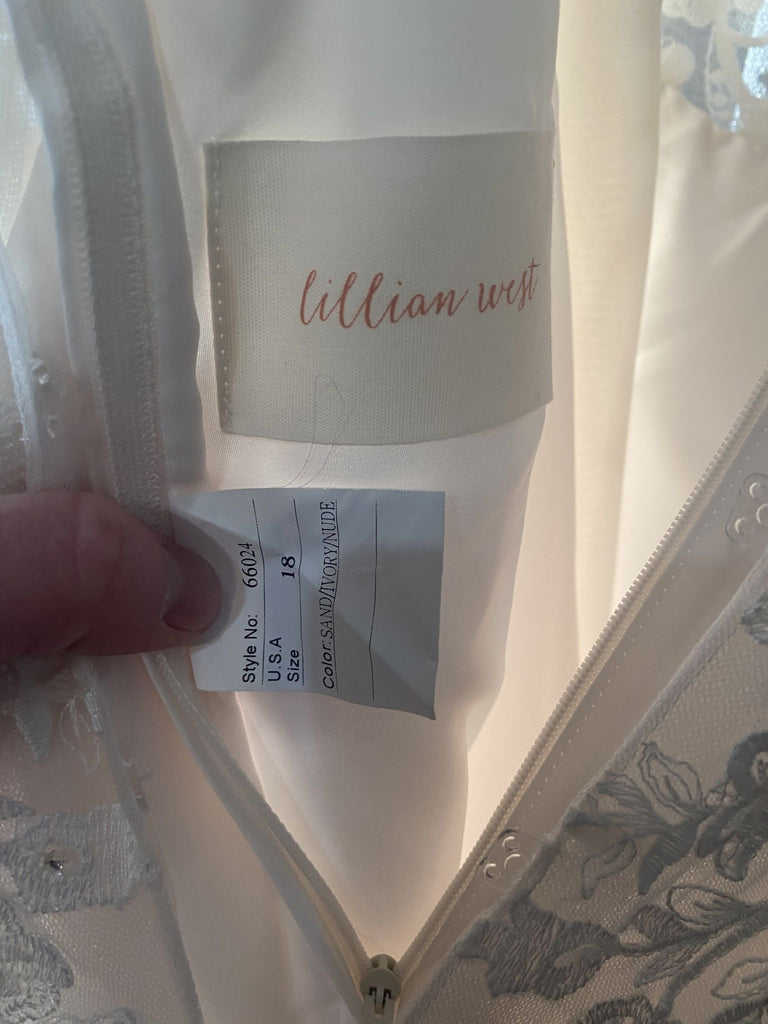 lillian west
Style No: 66024
U.S.A
Size 18
Color:SAND/IVORY/NUDE